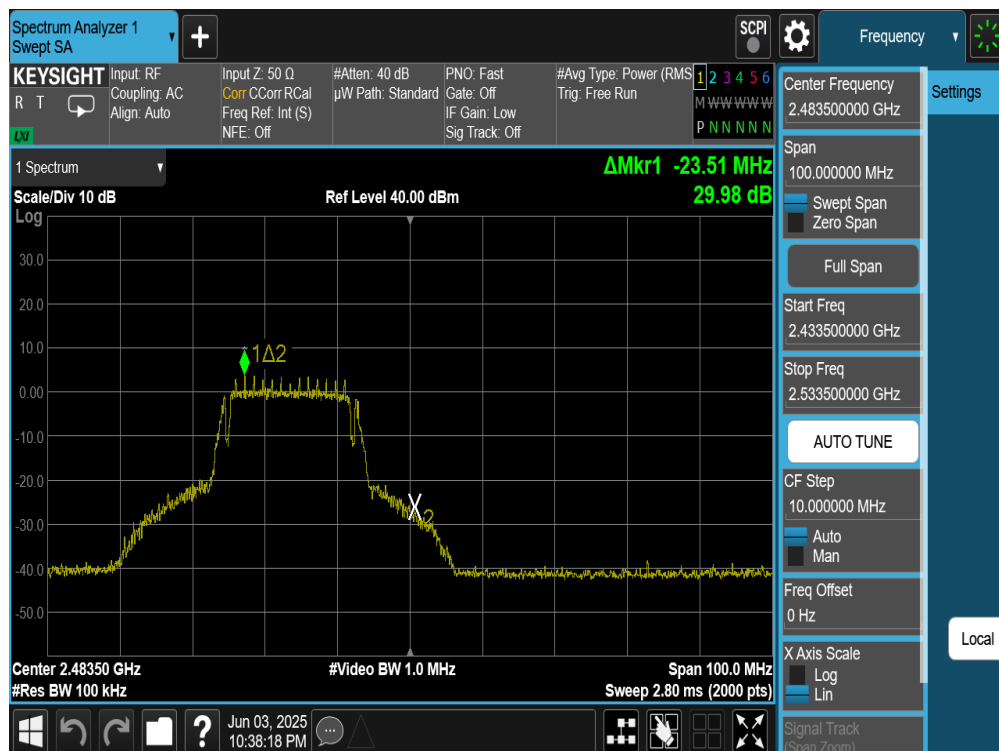 Spectrum Analyzer 1
Swept SA
+
SCPI
Frequency
KEYSIGHT
R T
LXI
Input: RF
Coupling: AC
Align: Auto
Input Z: 50 Ω
Corr CCorr RCal
Freq Ref: Int (S)
NFE: Off
#Atten: 40 dB
µW Path: Standard
PNO: Fast
Gate: Off
IF Gain: Low
Sig Track: Off
#Avg Type: Power (RMS
Trig: Free Run
1 2 3 4 5 6
M W W W W W
P N N N N N
1 Spectrum
ΔMkr1 -23.51 MHz
29.98 dB
Scale/Div 10 dB
Ref Level 40.00 dBm
Log
30.0
20.0
10.0
0.00
-10.0
-20.0
-30.0
-40.0
-50.0
1Δ2
X2
Center 2.48350 GHz
#Video BW 1.0 MHz
Span 100.0 MHz
#Res BW 100 kHz
Sweep 2.80 ms (2000 pts)
Center Frequency
2.483500000 GHz
Settings
Span
100.000000 MHz
Swept Span
Zero Span
Full Span
Start Freq
2.433500000 GHz
Stop Freq
2.533500000 GHz
AUTO TUNE
CF Step
10.000000 MHz
Auto
Man
Freq Offset
0 Hz
Local
X Axis Scale
Log
Lin
Signal Track
(Span Zoom)
?
Jun 03, 2025
10:38:18 PM